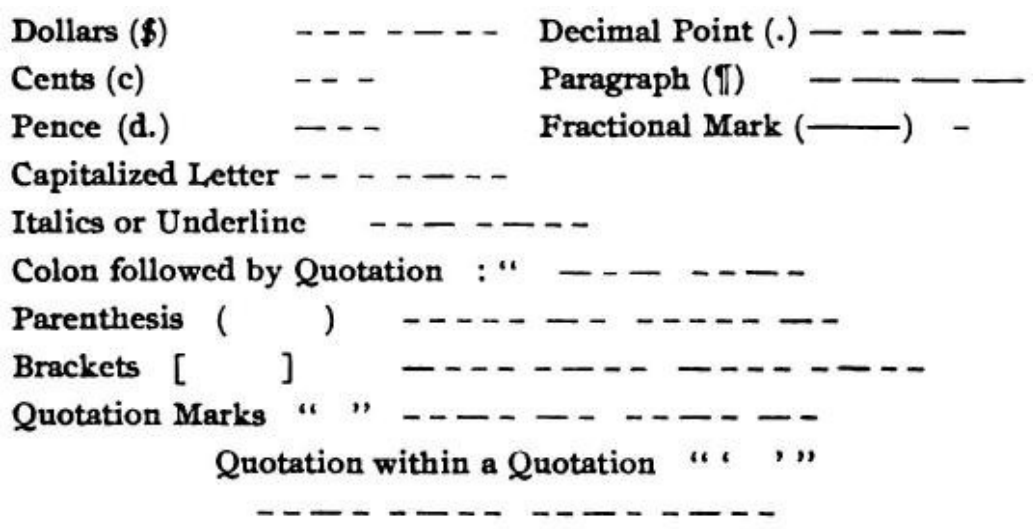 Dollars ($) - - - - — - - Decimal Point (.) — - — —
Cents (c) - - - Paragraph (¶) — — — —
Pence (d.) — - - Fractional Mark (——) -
Capitalized Letter - - - - — - -
Italics or Underline - - — - — - -
Colon followed by Quotation : “ — - — - - — -
Parenthesis ( ) - - - - - — - - - - - - — -
Brackets [ ] — - - - - — - - — - - - - — - -
Quotation Marks “ ” - - — - — - - - — - — -
Quotation within a Quotation “ ‘ ’ ”
- - — - - — - - - - — - - — - -